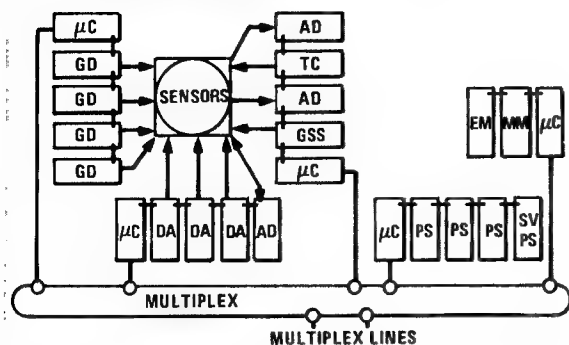 μC
GD
GD
GD
GD
SENSORS
AD
TC
AD
GSS
μC
μC
DA
DA
DA
AD
EM
MM
μC
μC
PS
PS
PS
SV
PS
MULTIPLEX
MULTIPLEX LINES